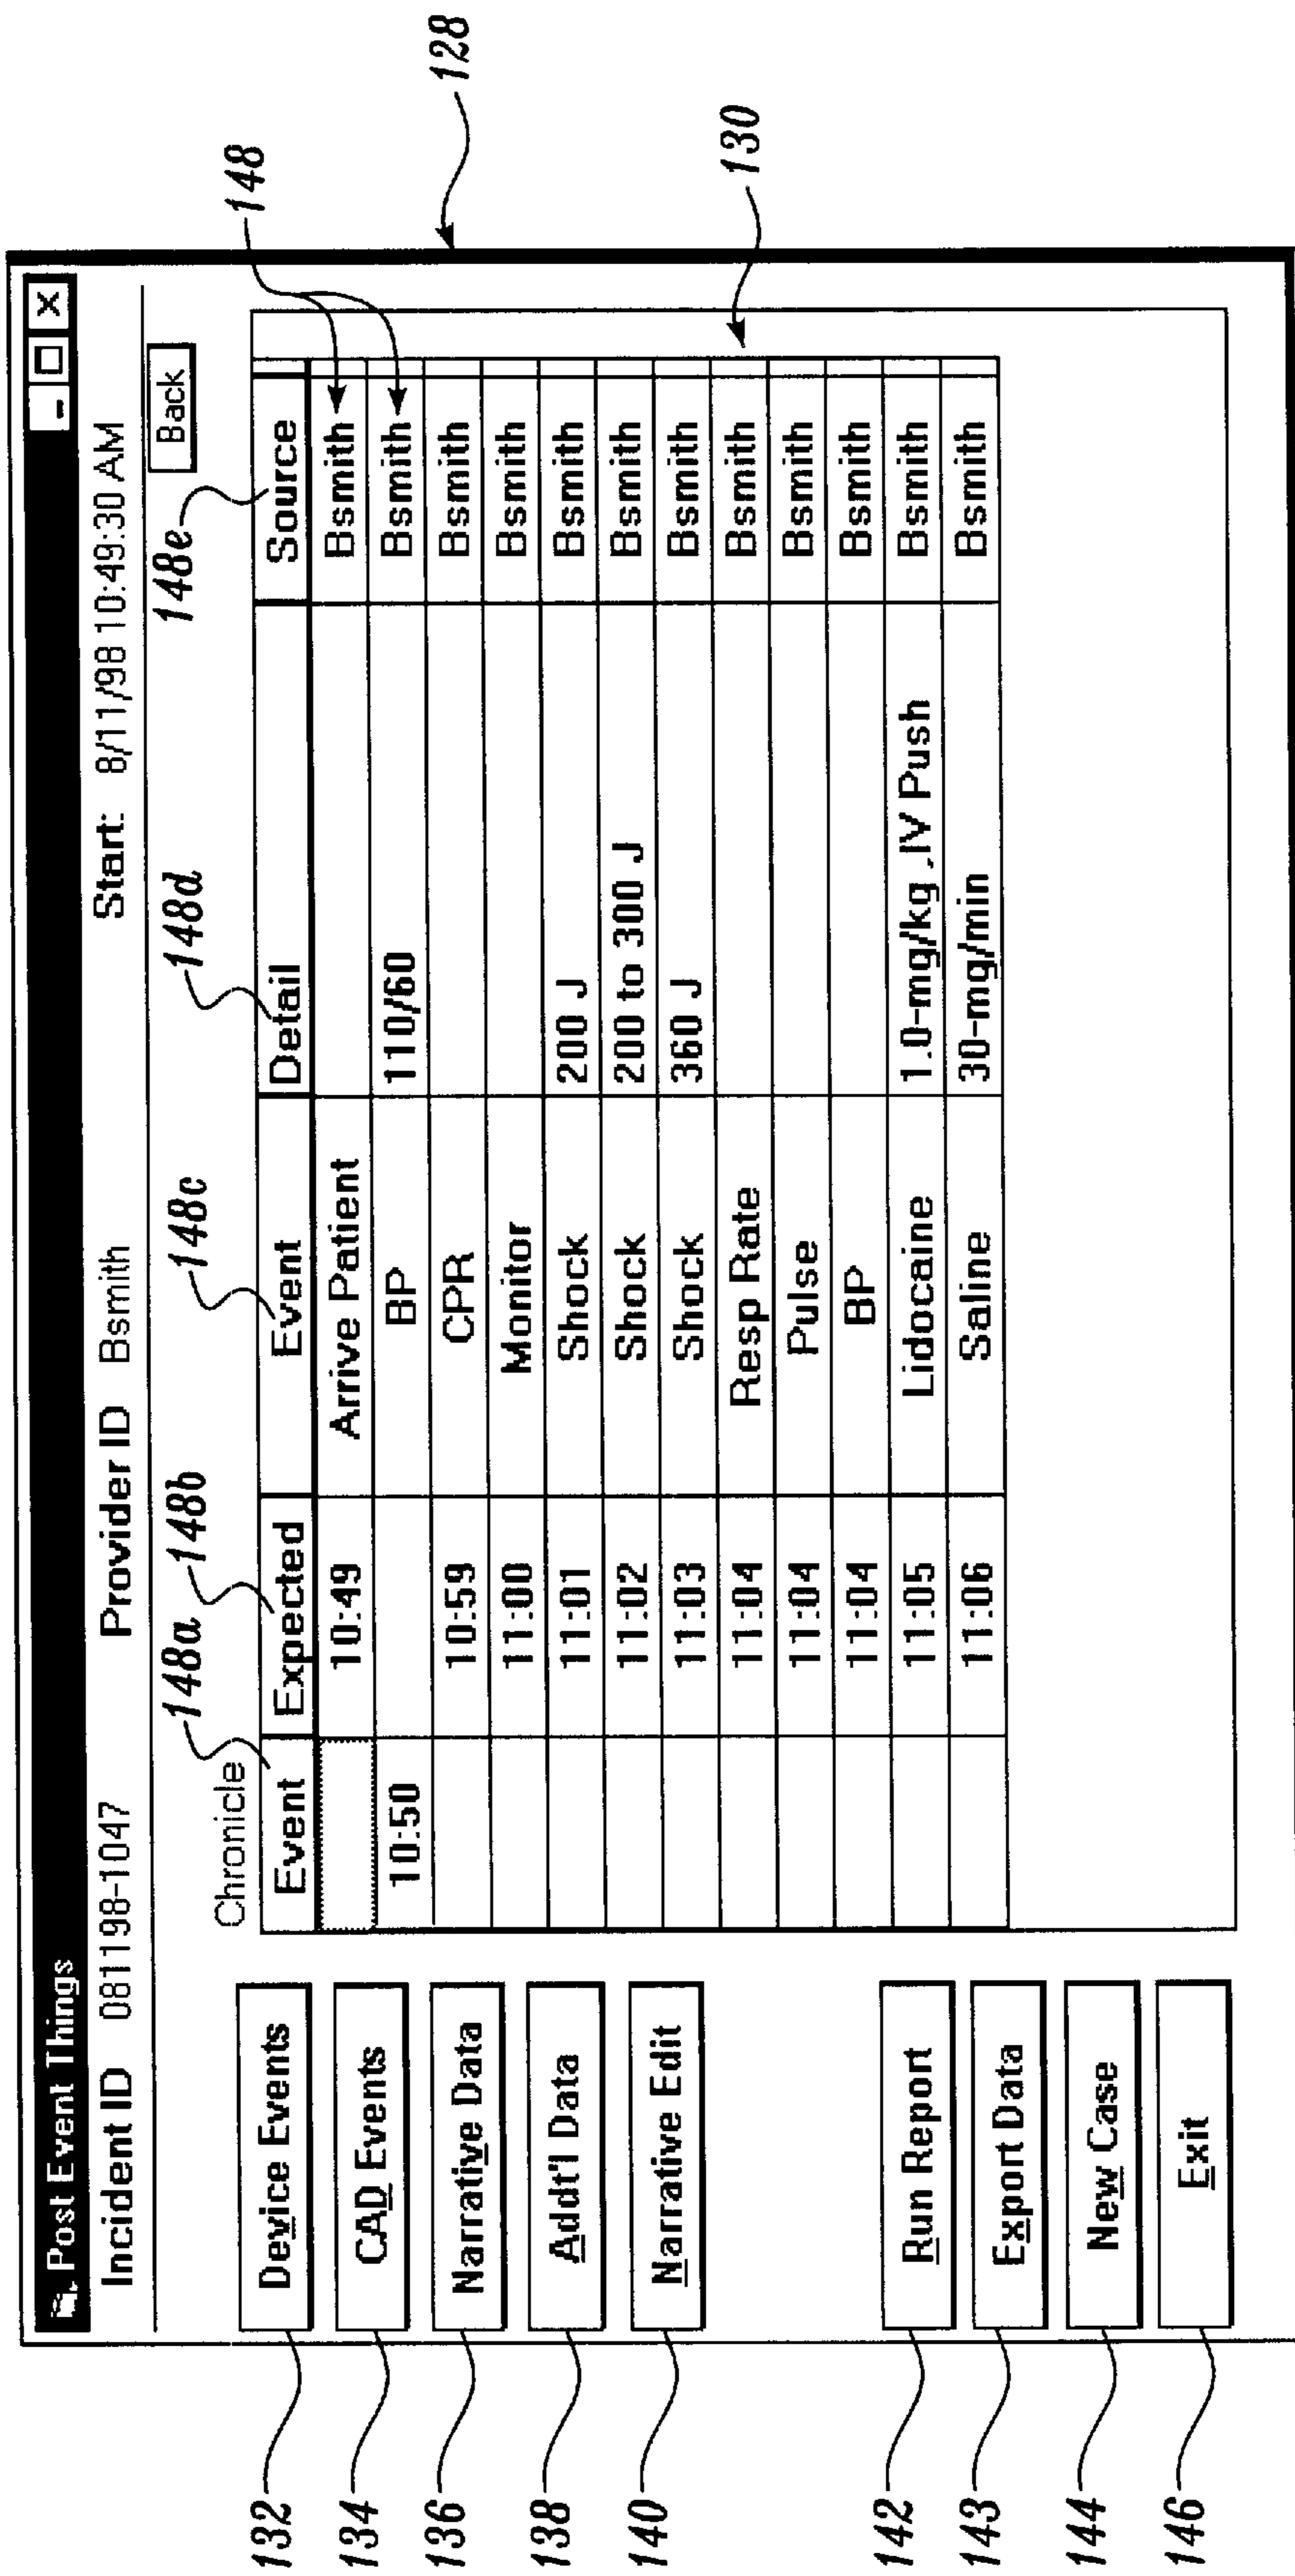 128
Post Event Things
Incident ID 081198-1047 Provider ID Bsmith Start: 8/11/98 10:49:30 AM
Back
148
148a 148b 148c 148d 148e
Chronicle
Event Expected Event Detail Source
10:49 Arrive Patient Bsmith
10:50 BP 110/60 Bsmith
10:59 CPR Bsmith
11:00 Monitor Bsmith
11:01 Shock 200 J Bsmith
11:02 Shock 200 to 300 J Bsmith
11:03 Shock 360 J Bsmith
11:04 Resp Rate Bsmith
11:04 Pulse Bsmith
11:04 BP Bsmith
11:05 Lidocaine 1.0-mg/kg .IV Push Bsmith
11:06 Saline 30-mg/min Bsmith
130
132 Device Events
134 CAD Events
136 Narrative Data
138 Addt'l Data
140 Narrative Edit
142 Run Report
143 Export Data
144 New Case
146 Exit